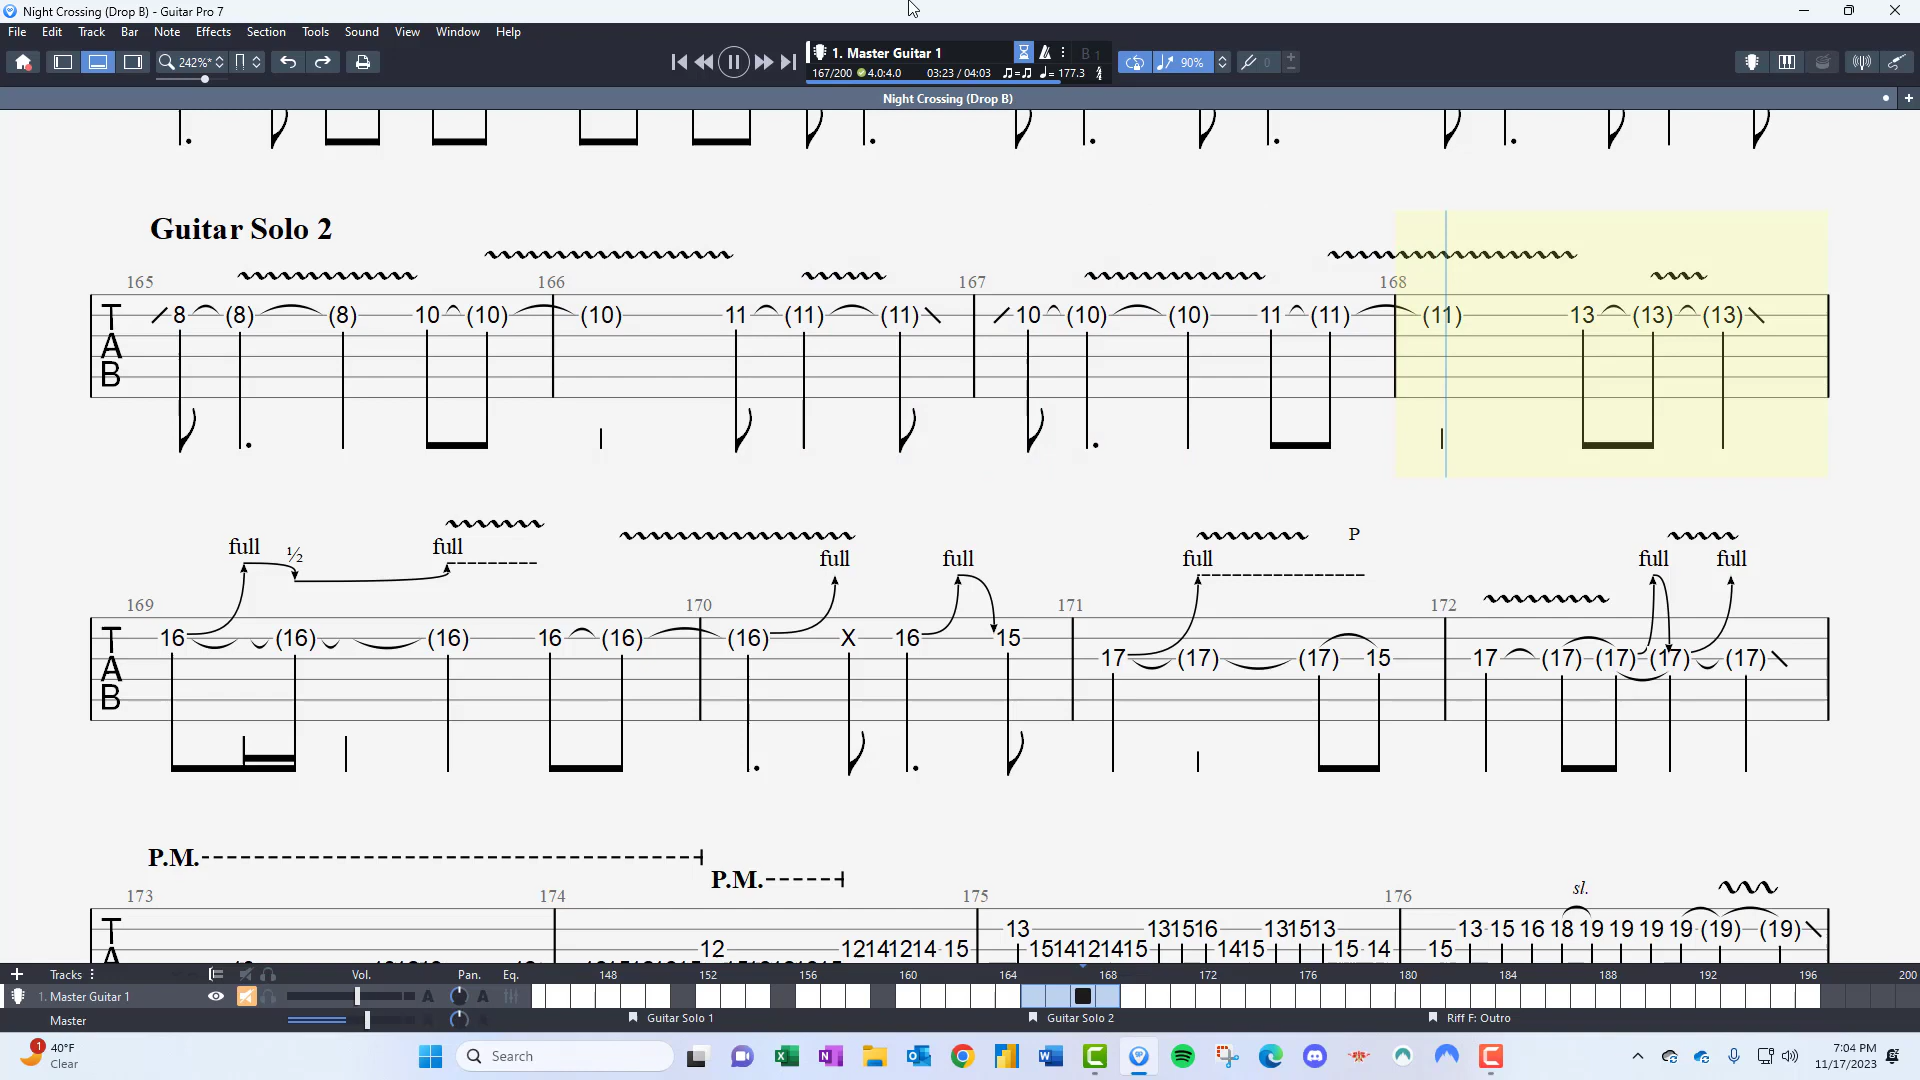 Night Crossing (Drop B) - Guitar Pro 7
File Edit Track Bar Note Effects Section Tools Sound View Window Help
242%* 1. Master Guitar 1 B 1 90% 0
167/200 4.0:4.0 03:23 / 04:03 = 177.3
Night Crossing (Drop B)
Guitar Solo 2
165 166 167 168
8 (8) (8) 10 (10) (10) 11 (11) (11) 10 (10) (10) 11 (11) (11) 13 (13) (13)
T
A
B
full ½ full full full full P full full
169 170 171 172
16 (16) (16) 16 (16) (16) X 16 15
17 (17) (17) 15 17 (17) (17) (17) (17)
T
A
B
P.M.
P.M.
sl.
173 174 175 176
13 131516 131513 13 15 16 18 19 19 19 19 (19) (19)
12 12141214 15 1514121415 1415 15 14 15
T
Tracks Vol. Pan. Eq. 148 152 156 160 164 168 172 176 180 184 188 192 196 200
1. Master Guitar 1 A A
Master Guitar Solo 1 Guitar Solo 2 Riff F: Outro
1 40°F
Clear
Search
7:04 PM
11/17/2023